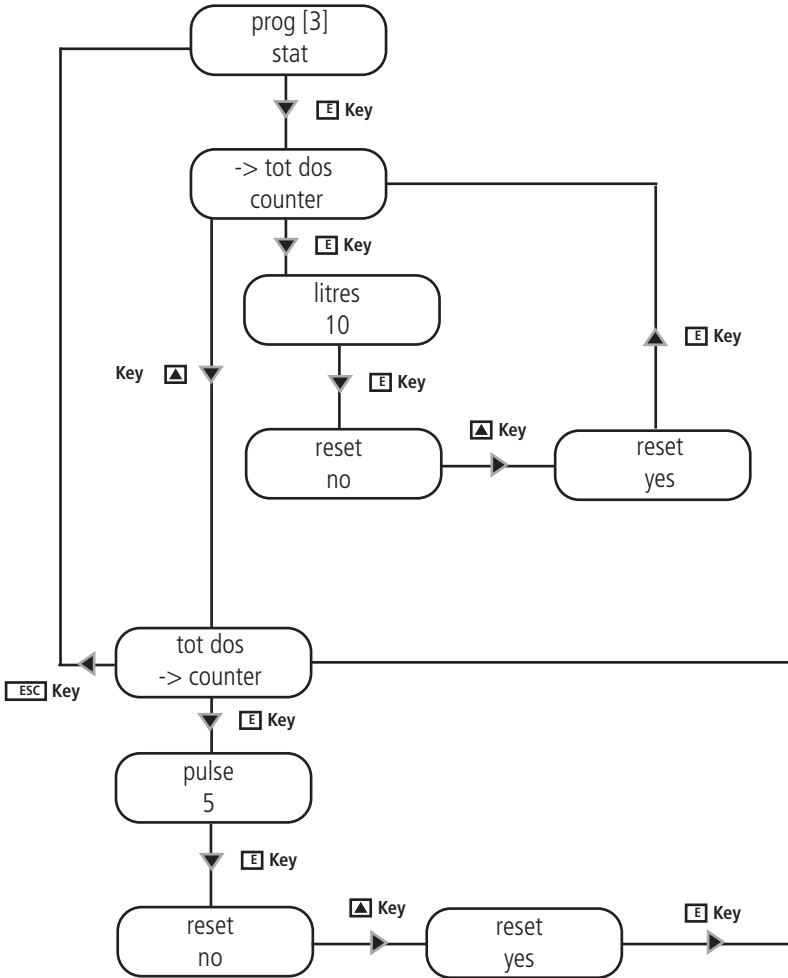 prog [3]
stat
E Key
-> tot dos
counter
E Key
litres
10
E Key
Key ▲
E Key
reset
no
▲ Key
reset
yes
tot dos
-> counter
ESC Key
E Key
pulse
5
E Key
reset
no
▲ Key
reset
yes
E Key